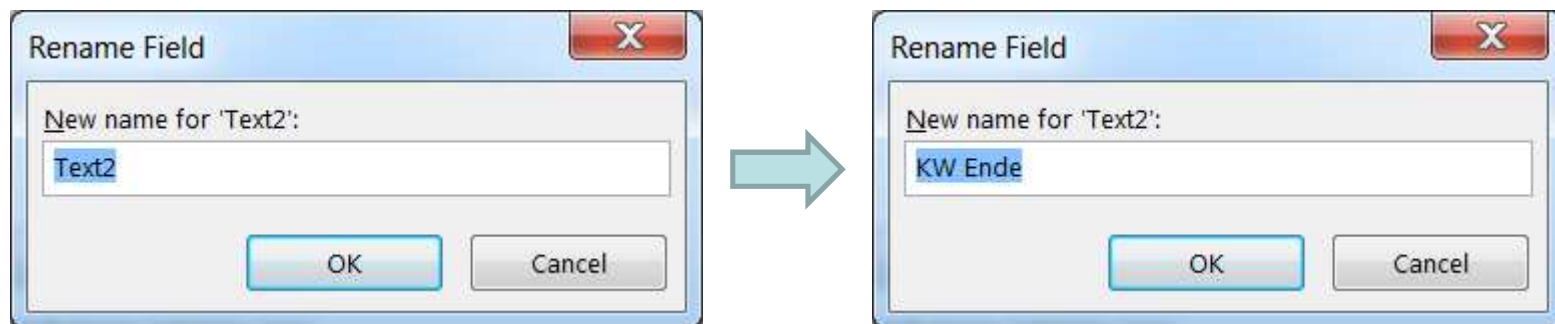 Rename Field
New name for 'Text2':
Text2
OK Cancel
Rename Field
New name for 'Text2':
KW Ende
OK Cancel